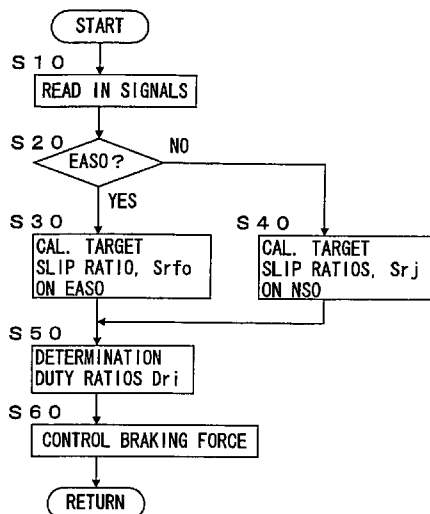 START
S10
READ IN SIGNALS
S20
EASO?
NO
YES
S30
CAL. TARGET
SLIP RATIO, Srfo
ON EASO
S40
CAL. TARGET
SLIP RATIOS, Srj
ON NSO
S50
DETERMINATION
DUTY RATIOS Dri
S60
CONTROL BRAKING FORCE
RETURN